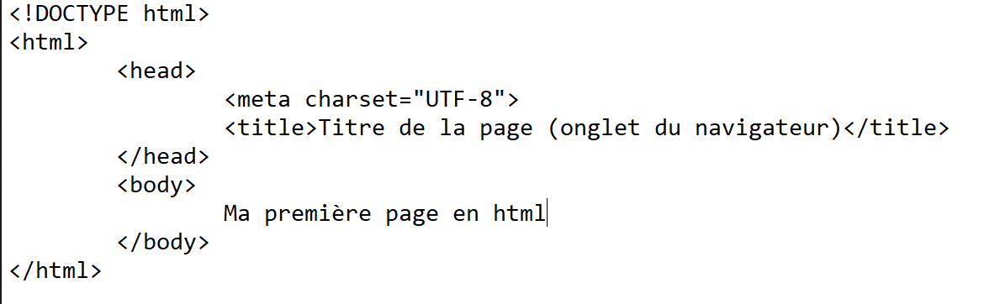 <!DOCTYPE html>
<html>
<head>
<meta charset="UTF-8">
<title>Titre de la page (onglet du navigateur)</title>
</head>
<body>
Ma première page en html
</body>
</html>